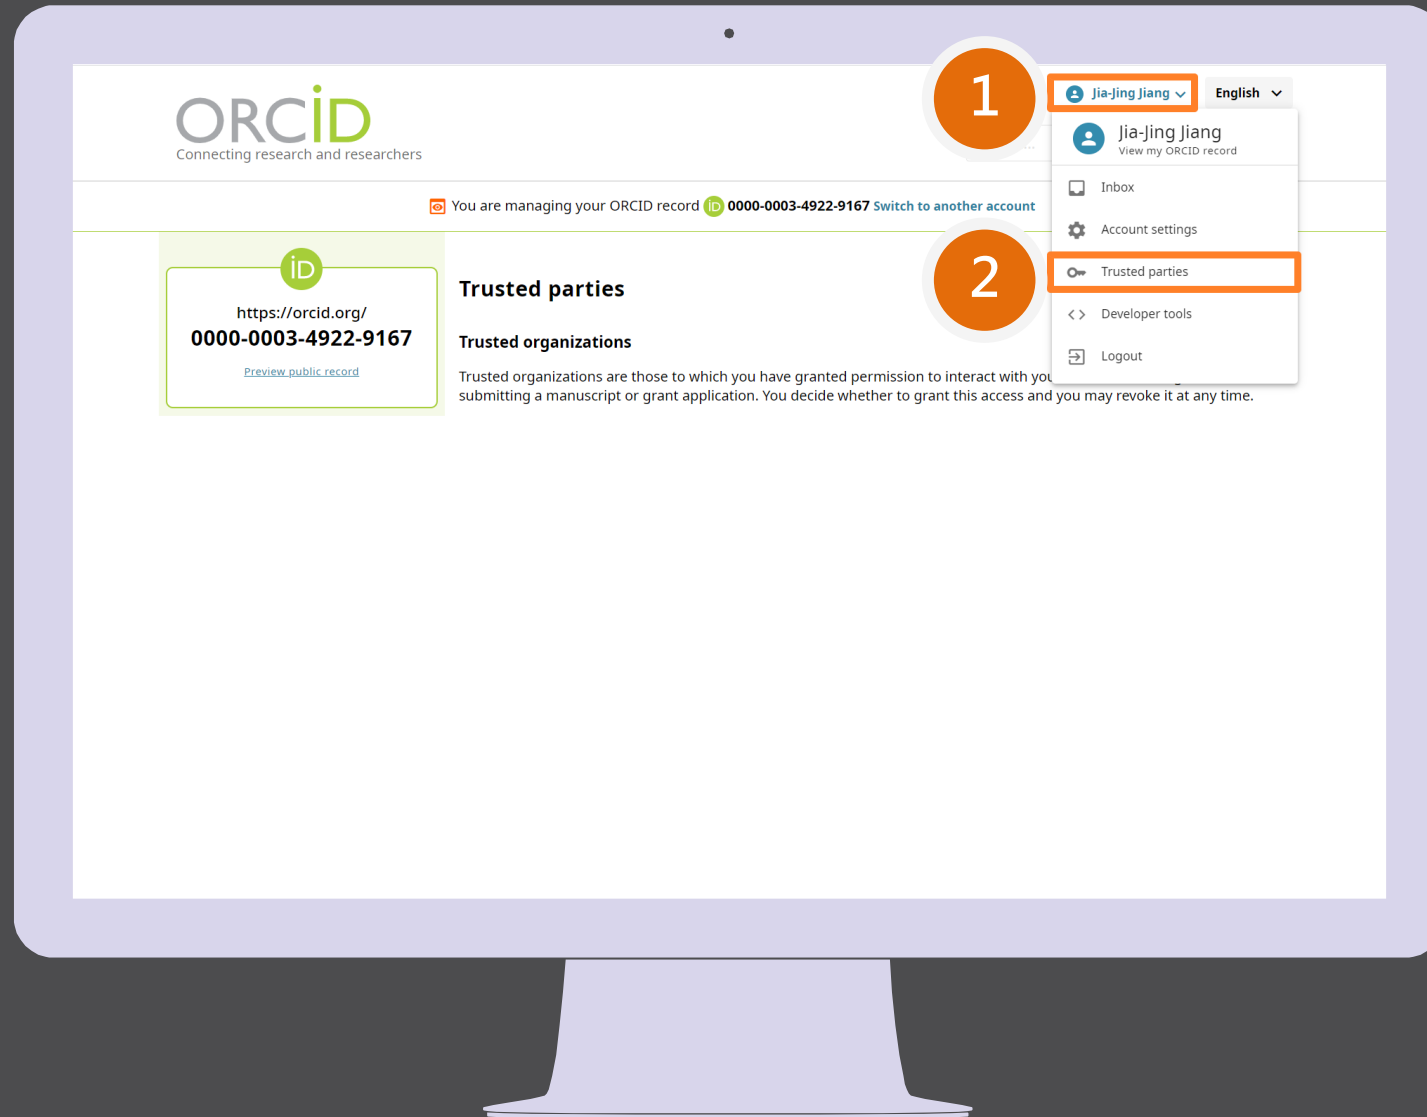 ORCID
Connecting research and researchers
1
Jia-Jing Jiang
English
Jia-Jing Jiang
View my ORCID record
Inbox
Account settings
Trusted parties
Developer tools
Logout
You are managing your ORCID record iD 0000-0003-4922-9167 Switch to another account
2
iD
https://orcid.org/
0000-0003-4922-9167
Preview public record
Trusted parties
Trusted organizations
Trusted organizations are those to which you have granted permission to interact with
submitting a manuscript or grant application. You decide whether to grant this access and you may revoke it at any time.